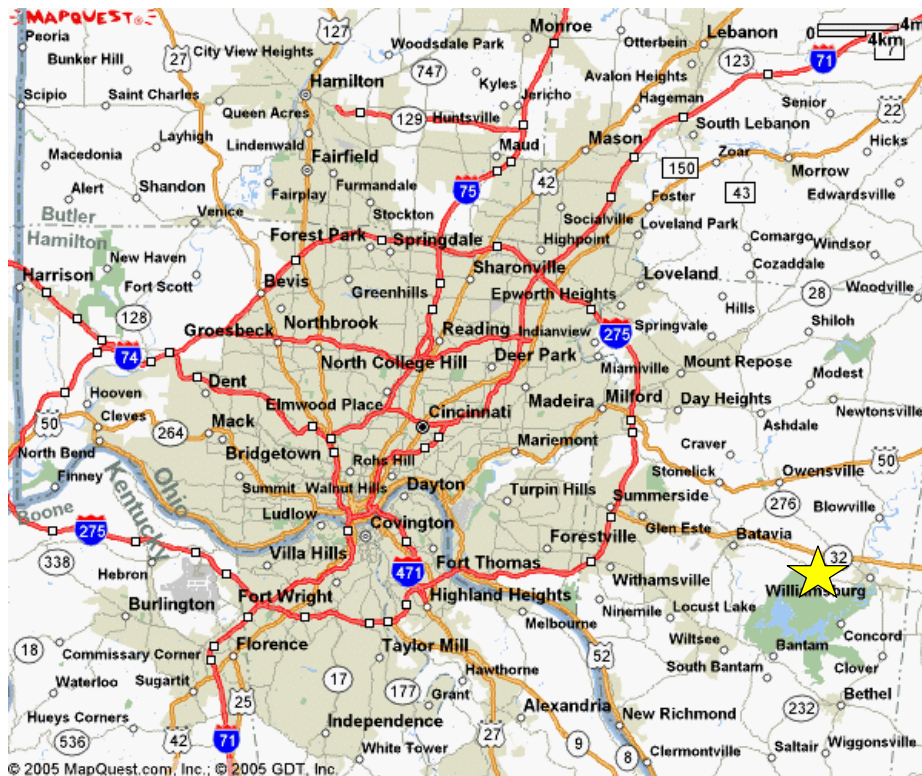 MAPQUEST
Monroe
Peoria
127
Otterbein
Lebanon
0 4m
4km
Bunker Hill
27
City View Heights
Woodsdale Park
71
7
747
123
Hamilton
Kyles
Avalon Heights
Scipio
Saint Charles
Jericho
Hageman
Senior
22
Queen Acres
129
Huntsville
South Lebanon
Layhigh
Lindenwald
Maud
Mason
Hicks
Macedonia
Fairfield
Zoar
150
Morrow
Alert
Shandon
Fairplay
Furmandale
75
42
43
Edwardsville
Foster
Butler
Venice
Stockton
Socialville
Loveland Park
Hamilton
Forest Park
Springdale
Highpoint
Comargo
Windsor
New Haven
Sharonville
Cozaddale
Harrison
Fort Scott
Bevis
Greenhills
Epworth Heights
Loveland
Woodville
28
128
Hills
Groesbeck
Northbrook
Reading
Indianview
275
Springvale
Shiloh
74
North College Hill
Deer Park
Miamiville
Mount Repose
Modest
Hooven
Dent
Elmwood Place
Cincinnati
Madeira
Milford
Day Heights
Newtonsville
50
Cleves
264
Mack
Ashdale
Mariemont
Craver
North Bend
Bridgetown
Rohs Hill
50
Finney
Summit
Walnut Hills
Dayton
Stonelick
Owensville
Kentucky
Ohio
Turpin Hills
276
Blowville
Boone
Ludlow
Covington
Summerside
275
Glen Este
Batavia
Villa Hills
Forestville
32
338
Hebron
471
Fort Thomas
Withamsville
Williamsburg
Burlington
Fort Wright
Highland Heights
Ninemile
Locust Lake
Melbourne
Wiltsee
Concord
18
Commissary Corner
Florence
Taylor Mill
52
Bantam
South Bantam
Clover
Waterloo
Sugartit
17
177
Hawthorne
Grant
Bethel
25
232
Hueys Corners
Independence
Alexandria
New Richmond
536
42
71
27
White Tower
9
8
Clermontville
Saltair
Wiggonsville
© 2005 MapQuest.com, Inc.; © 2005 GDT, Inc.